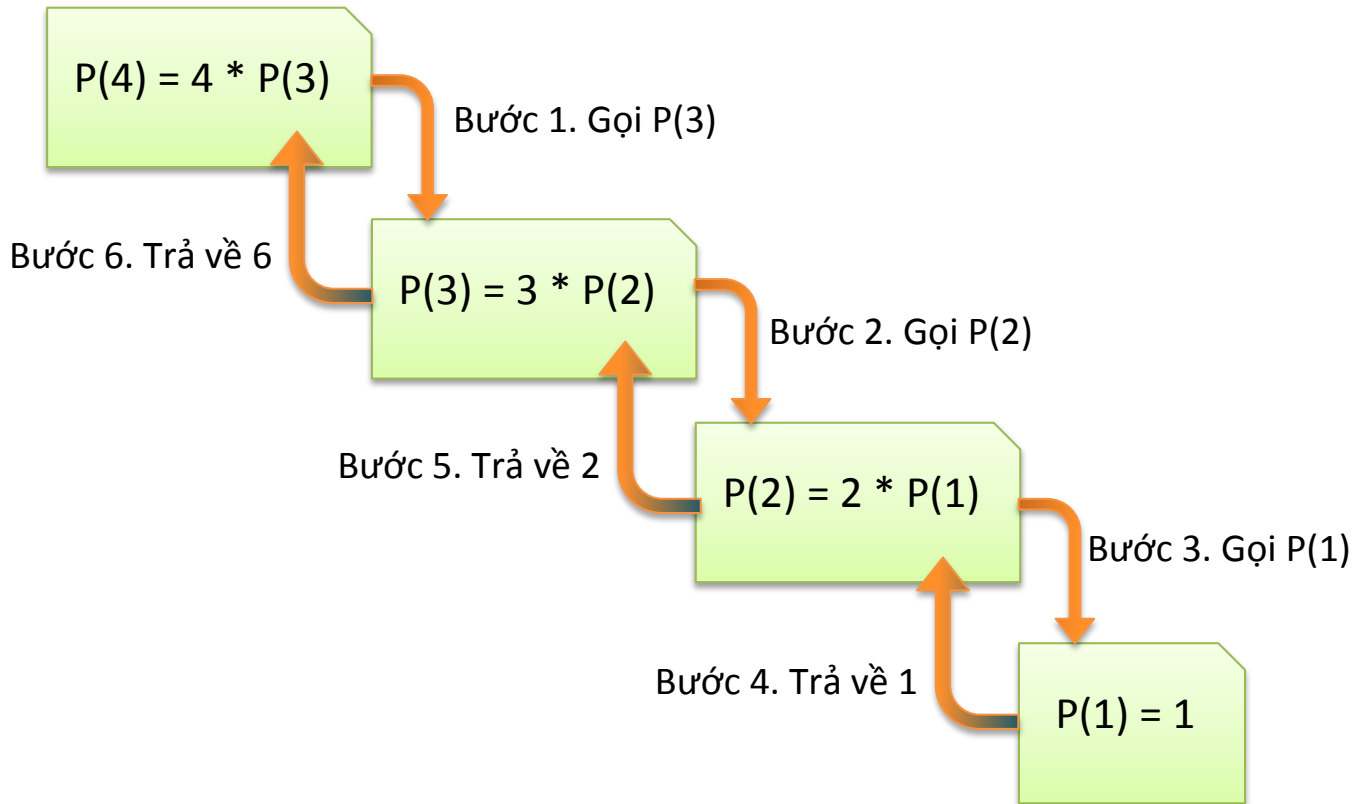 P(4) = 4 * P(3)
Bước 1. Gọi P(3)
Bước 6. Trả về 6
P(3) = 3 * P(2)
Bước 2. Gọi P(2)
Bước 5. Trả về 2
P(2) = 2 * P(1)
Bước 3. Gọi P(1)
Bước 4. Trả về 1
P(1) = 1